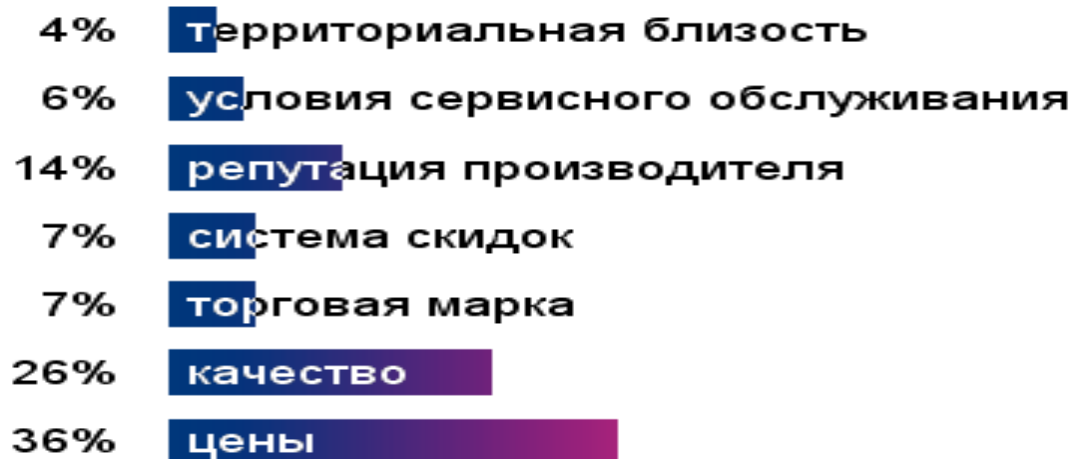 4% территориальная близость
6% условия сервисного обслуживания
14% репутация производителя
7% система скидок
7% торговая марка
26% качество
36% цены